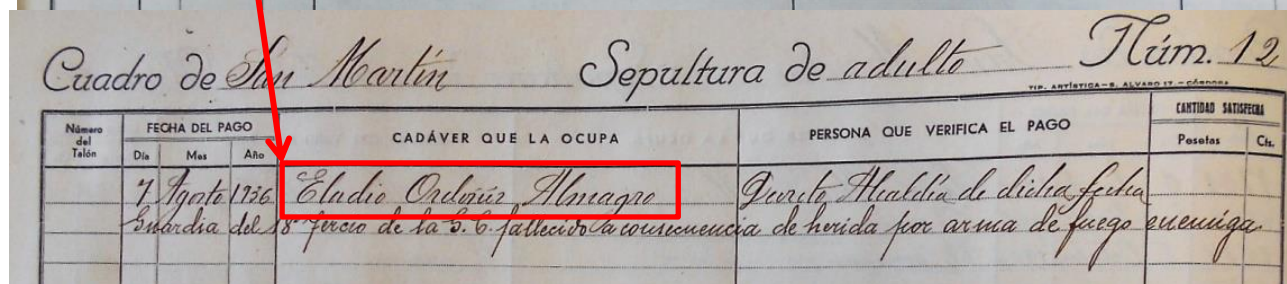 Cuadro de San Martín Sepultura de adulto Núm. 12
TIP. ARTÍSTICA-S. ALVARO 17.-CÓRDOBA
Número del Talón FECHA DEL PAGO CADÁVER QUE LA OCUPA PERSONA QUE VERIFICA EL PAGO CANTIDAD SATISFECHA
Día Mes Año Pesetas Cts.
7 Agosto 1936 Eladio Ordoñez Almagro Decreto Alcaldía de dicha fecha
Guardia del 18º Tercio de la G. C. fallecido a consecuencia de herida por arma de fuego enemiga.